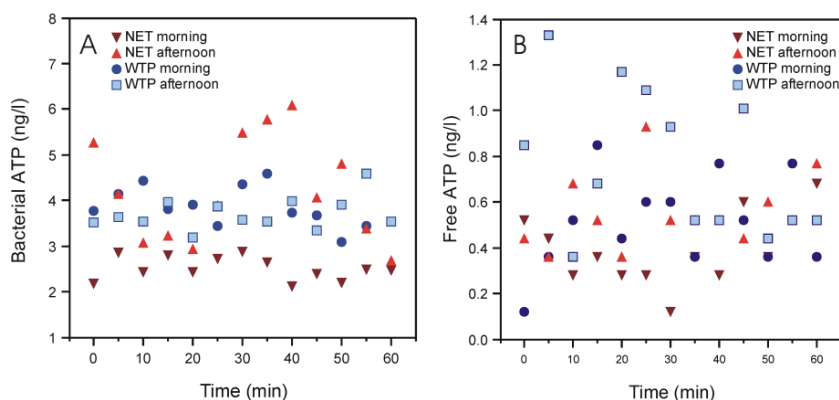 A
NET morning
NET afternoon
WTP morning
WTP afternoon
Bacterial ATP (ng/l)
8
7
6
5
4
3
2
1
0 10 20 30 40 50 60
Time (min)
B
NET morning
NET afternoon
WTP morning
WTP afternoon
Free ATP (ng/l)
1.4
1.2
1.0
0.8
0.6
0.4
0.2
0.0
0 10 20 30 40 50 60
Time (min)